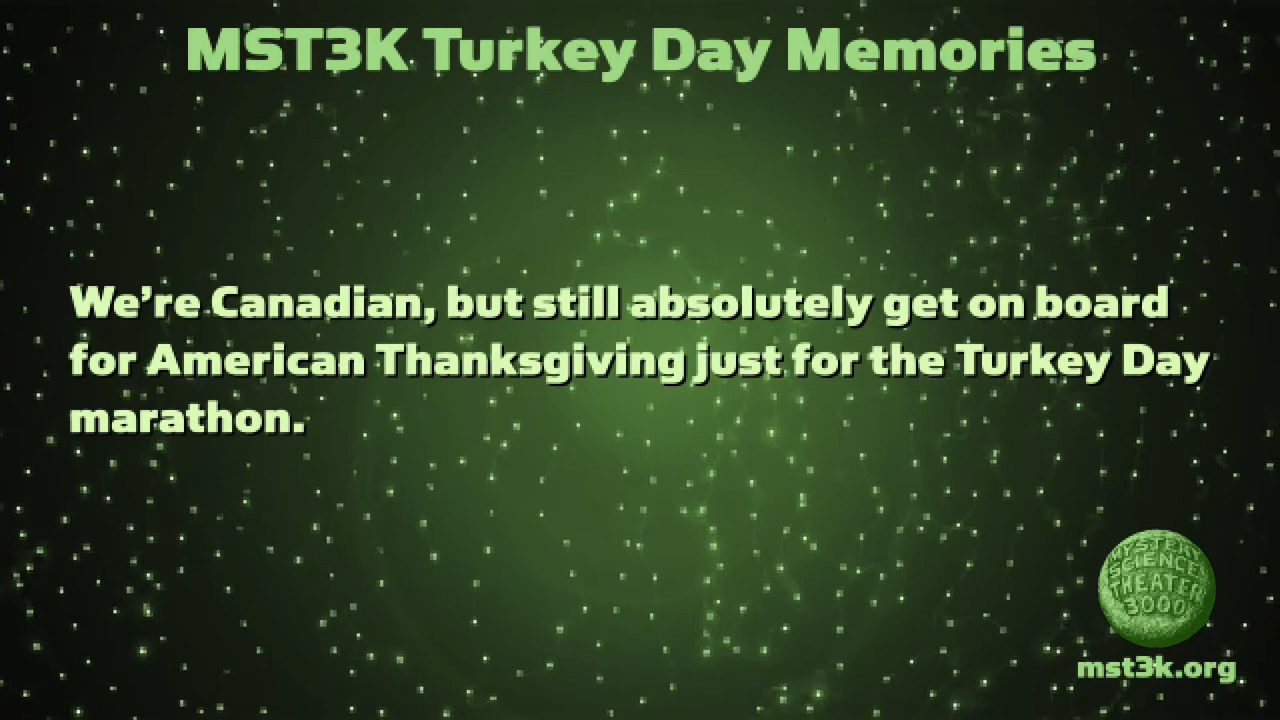 MST3K Turkey Day Memories
We’re Canadian, but still absolutely get on board
for American Thanksgiving just for the Turkey Day
marathon.
MYSTERY
SCIENCE
THEATER
3000
mst3k.org